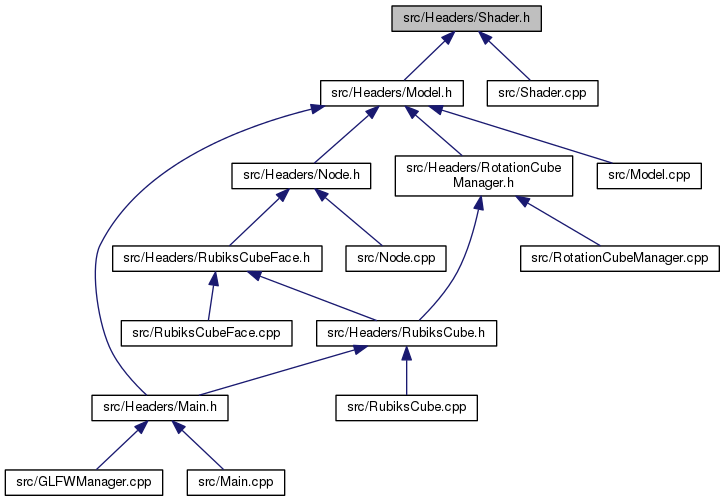 src/Headers/Shader.h
src/Headers/Model.h
src/Shader.cpp
src/Headers/Node.h
src/Headers/RotationCube
Manager.h
src/Model.cpp
src/Headers/RubiksCubeFace.h
src/Node.cpp
src/RotationCubeManager.cpp
src/RubiksCubeFace.cpp
src/Headers/RubiksCube.h
src/Headers/Main.h
src/RubiksCube.cpp
src/GLFWManager.cpp
src/Main.cpp